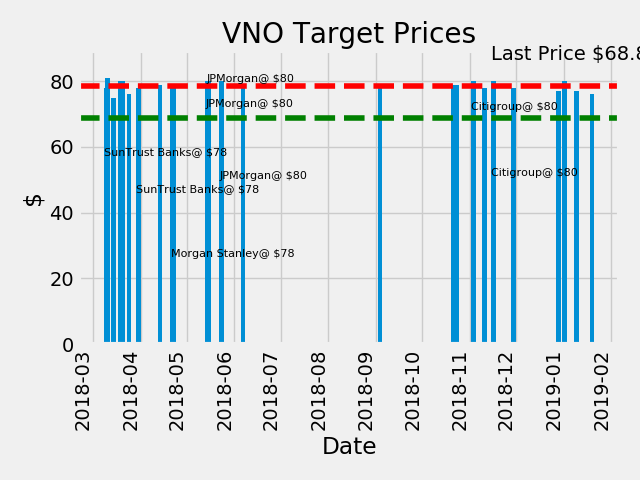 VNO Target Prices
Last Price $68.8
JPMorgan@ $80
JPMorgan@ $80
Citigroup@ $80
SunTrust Banks@ $78
JPMorgan@ $80
Citigroup@ $80
SunTrust Banks@ $78
Morgan Stanley@ $78
$
80
60
40
20
0
2018-03
2018-04
2018-05
2018-06
2018-07
2018-08
2018-09
2018-10
2018-11
2018-12
2019-01
2019-02
Date